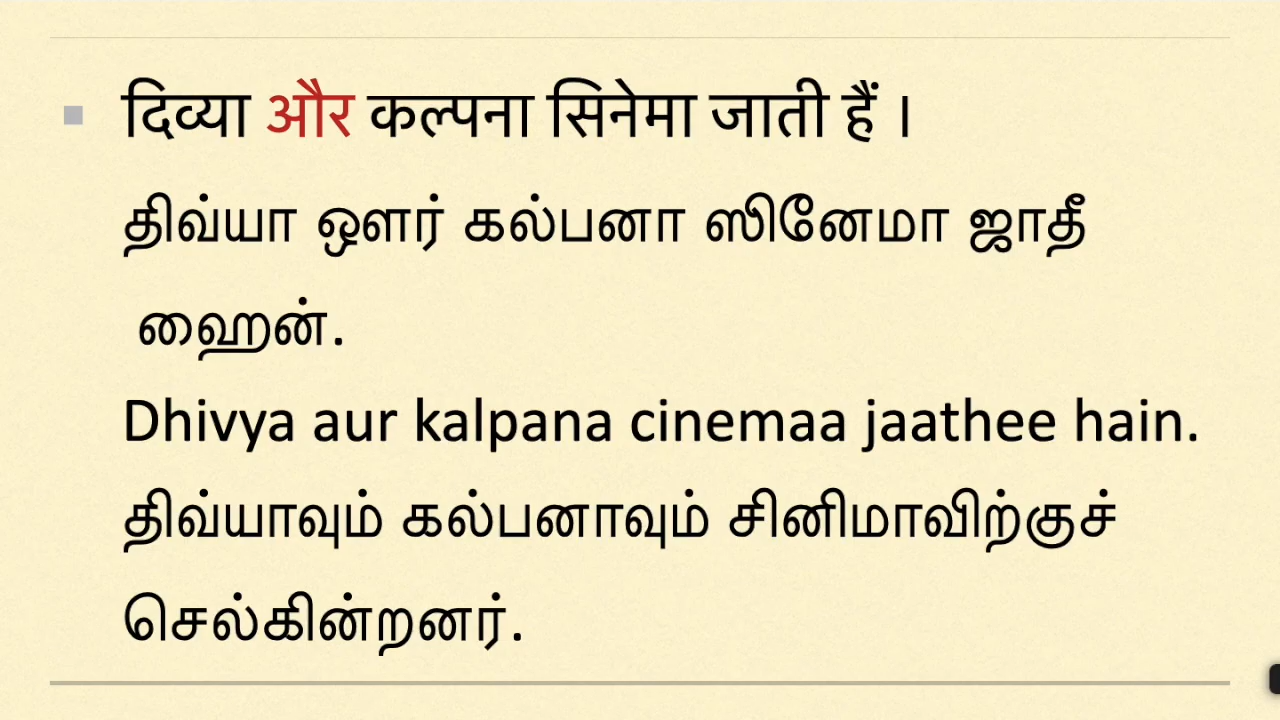 दिव्या और कल्पना सिनेमा जाती हैं ।
திவ்யா ஔர் கல்பனா ஸினேமா ஜாதீ
ஹைன்.
Dhivya aur kalpana cinemaa jaathee hain.
திவ்யாவும் கல்பனாவும் சினிமாவிற்குச்
செல்கின்றனர்.